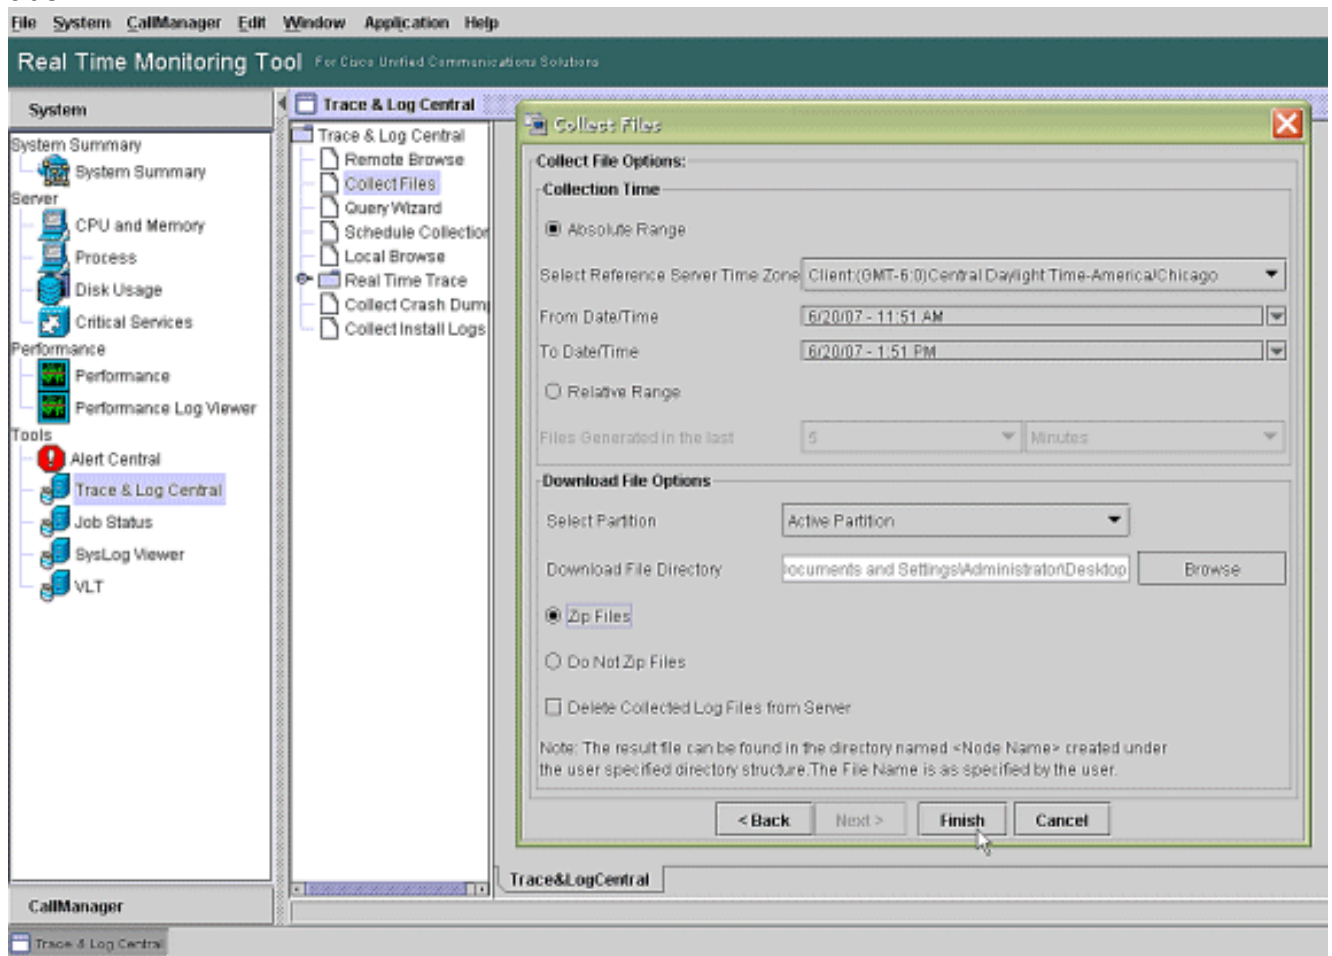 File System CallManager Edit Window Application Help
Real Time Monitoring Tool For Cisco Unified Communications Solutions
System
System Summary
System Summary
Server
CPU and Memory
Process
Disk Usage
Critical Services
Performance
Performance
Performance Log Viewer
Tools
Alert Central
Trace & Log Central
Job Status
SysLog Viewer
VLT
CallManager
Trace & Log Central
Trace & Log Central
Remote Browse
Collect Files
Query Wizard
Schedule Collection
Local Browse
Real Time Trace
Collect Crash Dump
Collect Install Logs
Collect Files
Collect File Options:
Collection Time
Absolute Range
Select Reference Server Time Zone Client:(GMT-6:0)Central Daylight Time-America/Chicago
From Date/Time 6/20/07 - 11:51 AM
To Date/Time 6/20/07 - 1:51 PM
Relative Range
Files Generated in the last 5 Minutes
Download File Options
Select Partition Active Partition
Download File Directory ocuments and Settings\Administrator\Desktop Browse
Zip Files
Do Not Zip Files
Delete Collected Log Files from Server
Note: The result file can be found in the directory named <Node Name> created under
the user specified directory structure.The File Name is as specified by the user.
< Back Next > Finish Cancel
Trace&LogCentral
Trace & Log Central